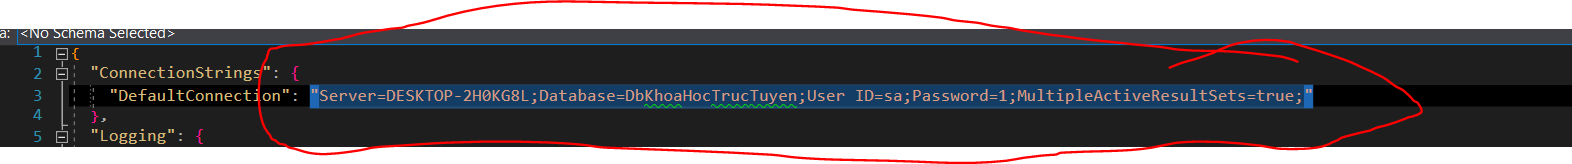 a: <No Schema Selected>
1 {
2 "ConnectionStrings": {
3 "DefaultConnection": "Server=DESKTOP-2H0KG8L;Database=DbKhoaHocTrucTuyen;User ID=sa;Password=1;MultipleActiveResultSets=true;"
4 },
5 "Logging": {